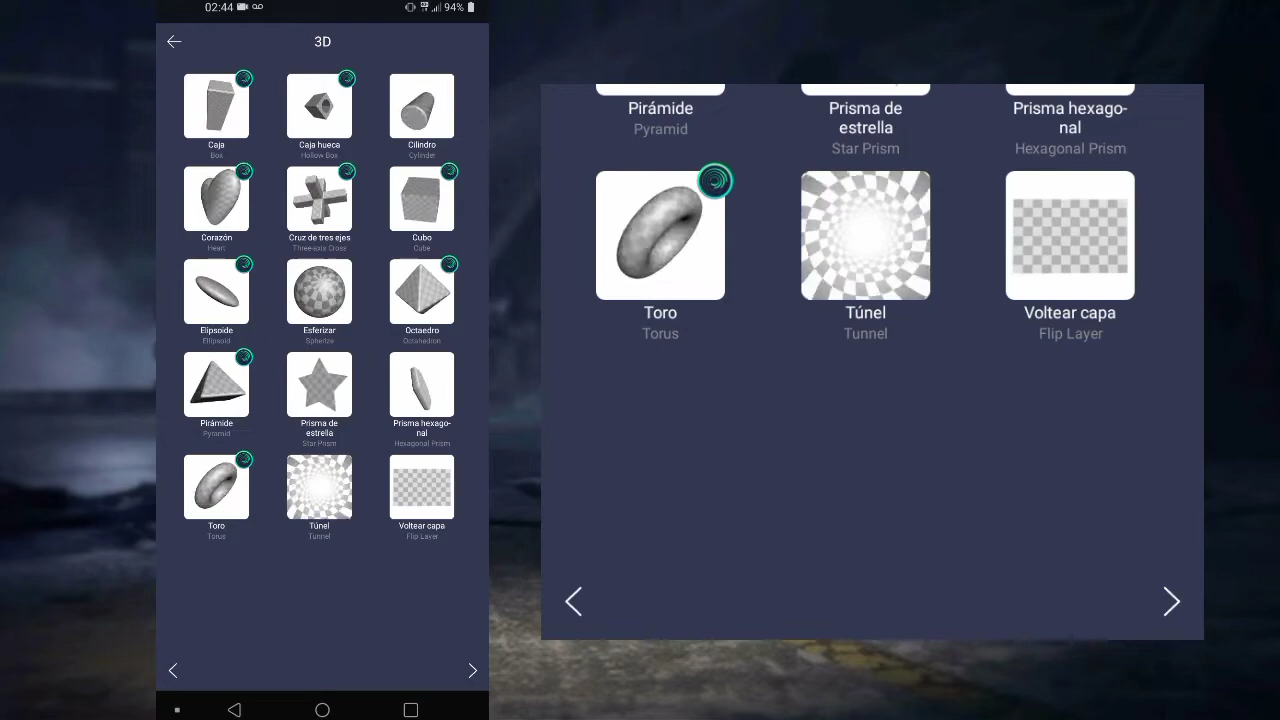 02:44
94%
3D
Caja
Box
Caja hueca
Hollow Box
Cilindro
Cylinder
Corazón
Heart
Cruz de tres ejes
Three-axis Cross
Cubo
Cube
Elipsoide
Ellipsoid
Esferizar
Spherize
Octaedro
Octahedron
Pirámide
Pyramid
Prisma de
estrella
Star Prism
Prisma hexago-
nal
Hexagonal Prism
Toro
Torus
Túnel
Tunnel
Voltear capa
Flip Layer
Pirámide
Pyramid
Prisma de
estrella
Star Prism
Prisma hexago-
nal
Hexagonal Prism
Toro
Torus
Túnel
Tunnel
Voltear capa
Flip Layer